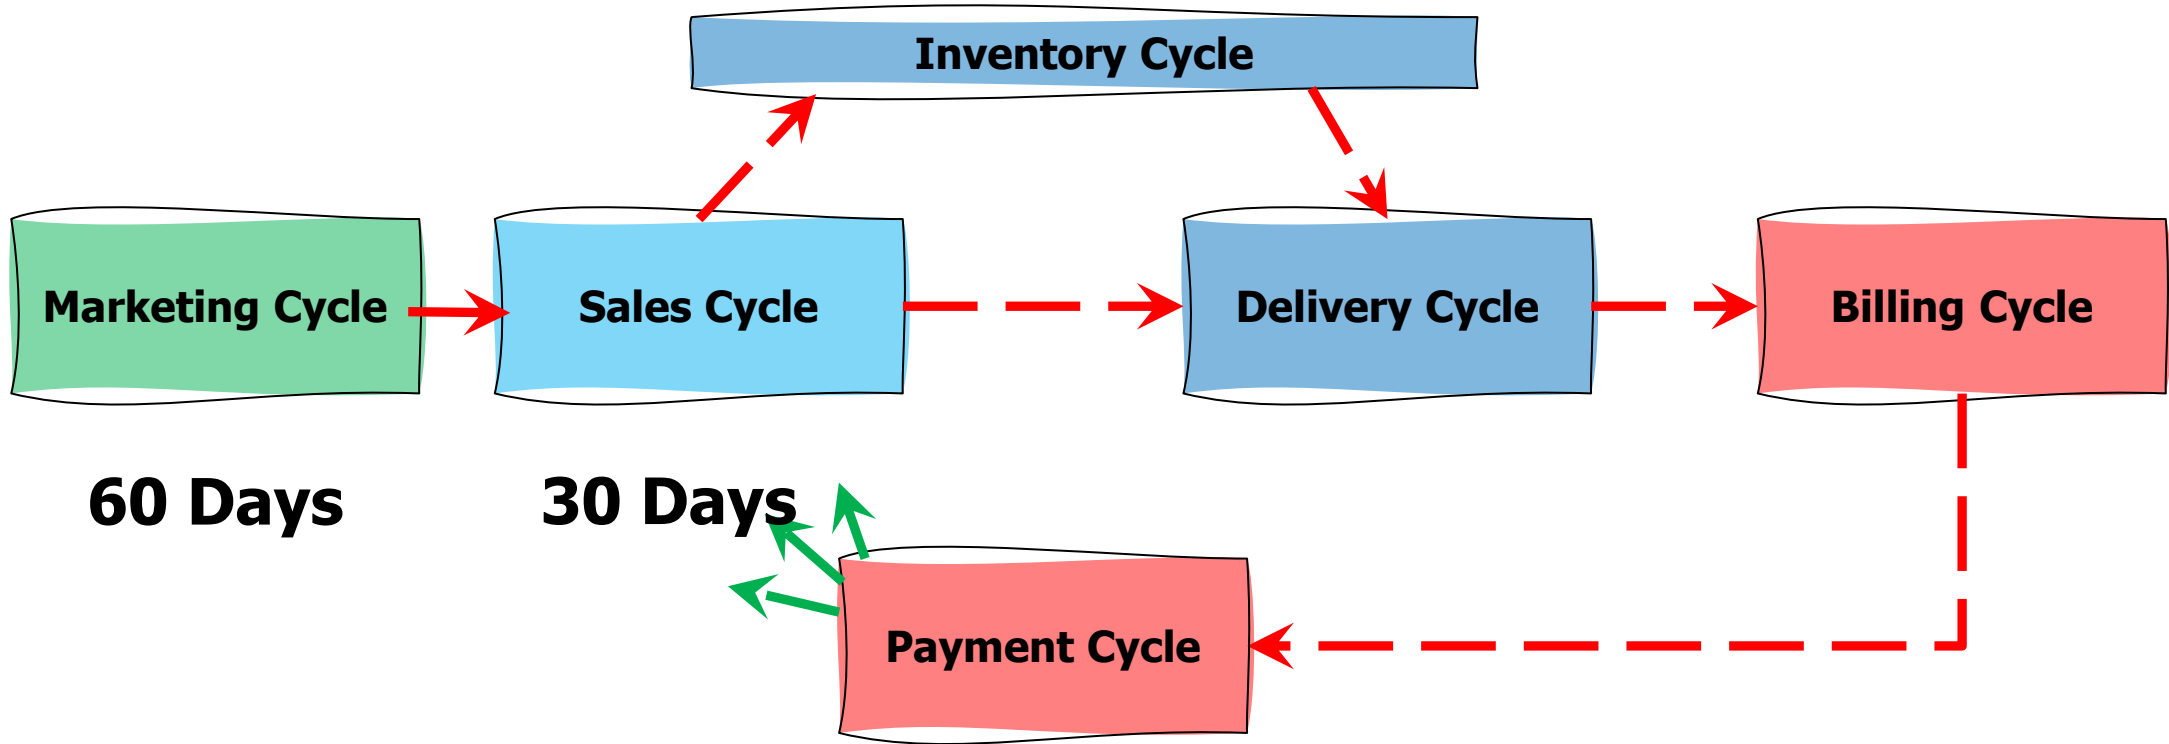 Inventory Cycle
Marketing Cycle
Sales Cycle
Delivery Cycle
Billing Cycle
60 Days
30 Days
Payment Cycle